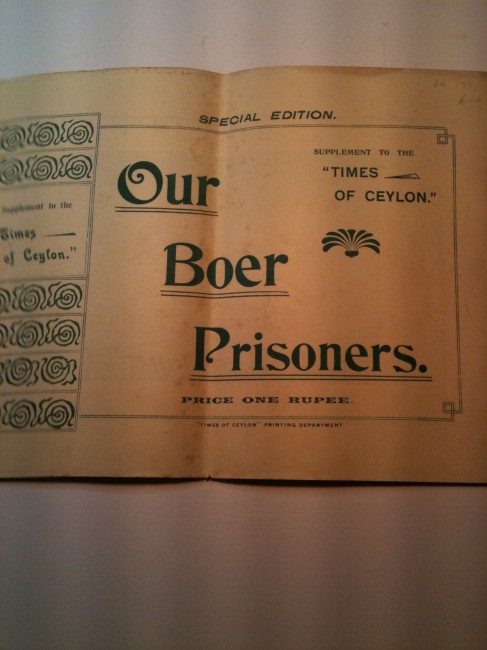 SPECIAL EDITION.
Supplement to the
Times
of Ceylon."
SUPPLEMENT TO THE
"TIMES
OF CEYLON."
Our
Boer
Prisoners.
PRICE ONE RUPEE.
"TIMES OF CEYLON" PRINTING DEPARTMENT